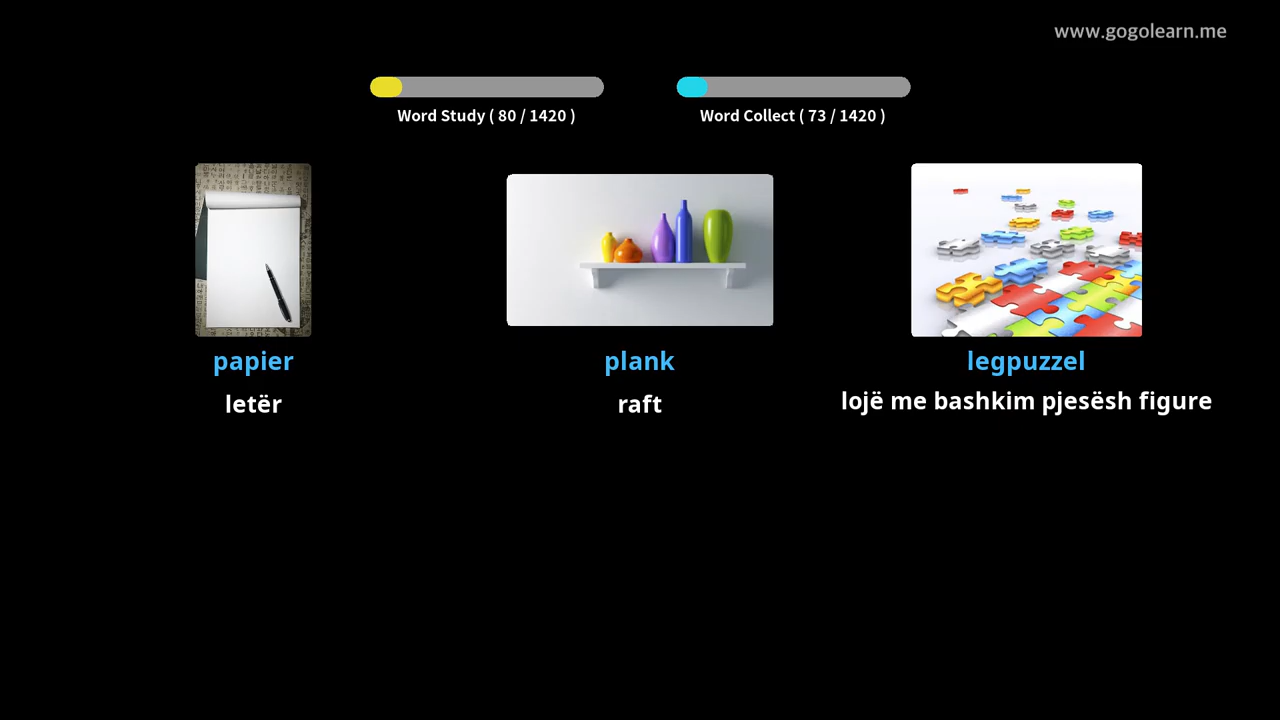 www.gogolearn.me
Word Study ( 80 / 1420 )
Word Collect ( 73 / 1420 )
papier
plank
legpuzzel
letër
raft
lojë me bashkim pjesësh figure